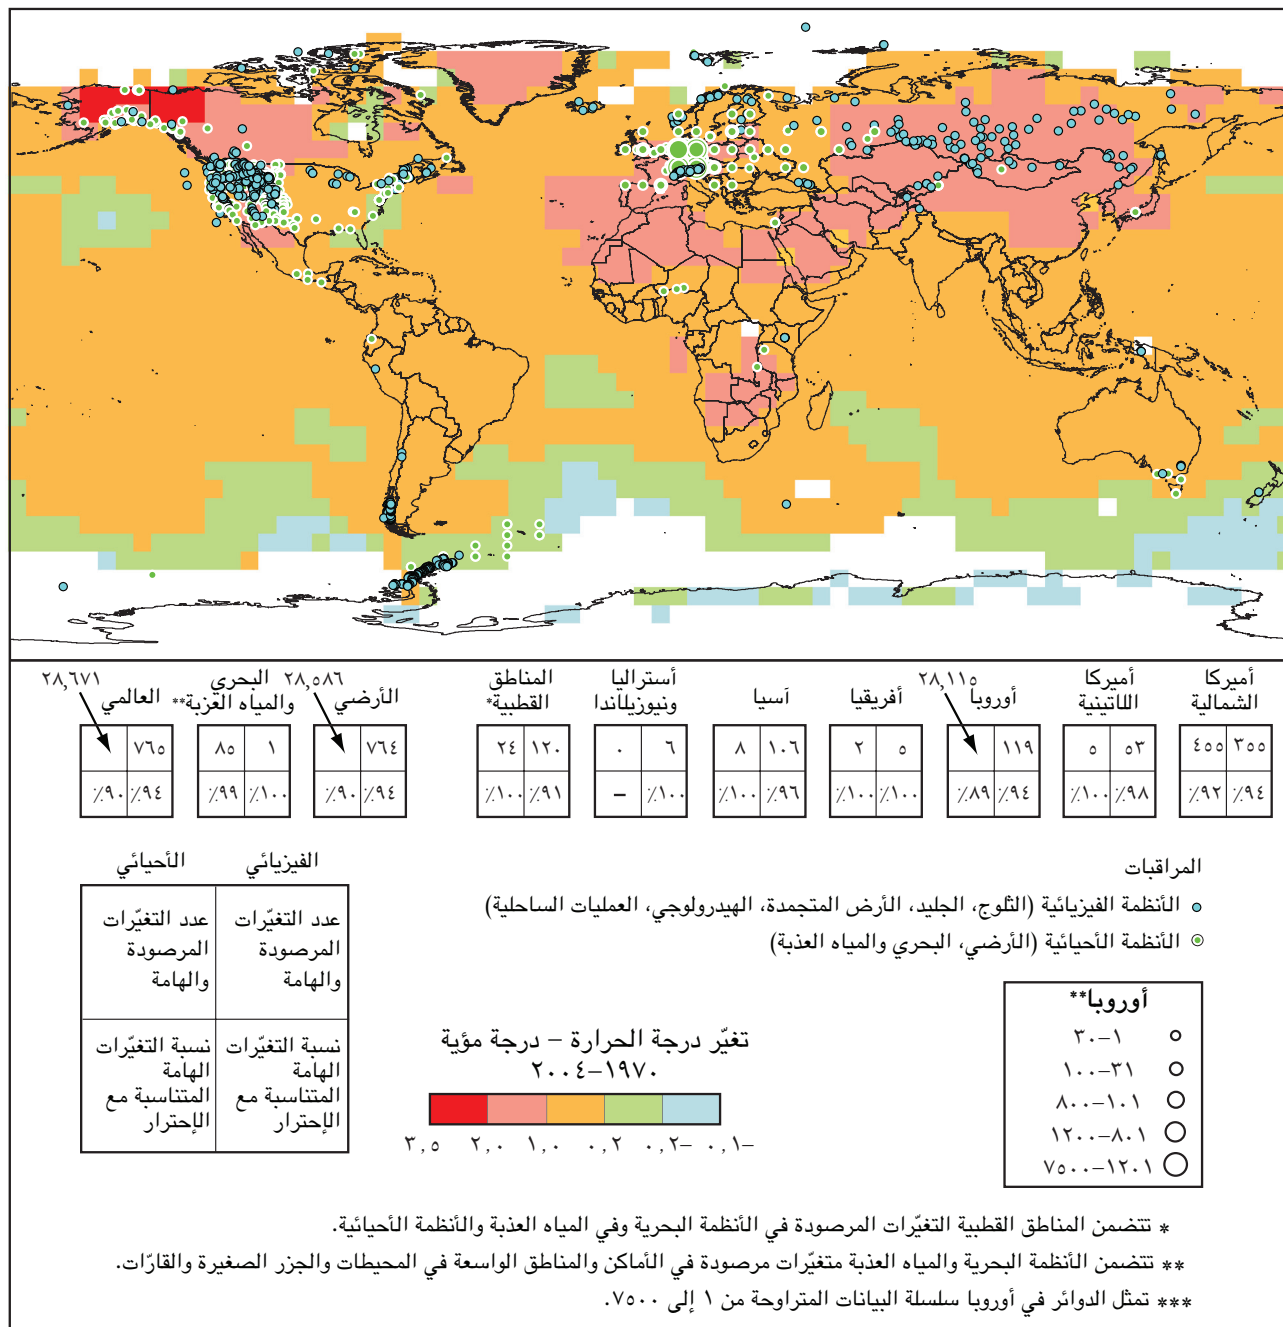 أميركا الشمالية
٣٥٥ ٤٥٥
٪٩٤ ٪٩٢
أميركا اللاتينية
٥٣ ٥
٪٩٨ ٪١٠٠
أوروبا
٢٨,١١٥
١١٩
٪٩٤ ٪٨٩
أفريقيا
٥ ٢
٪١٠٠ ٪١٠٠
آسيا
١٠٦ ٨
٪٩٦ ٪١٠٠
أستراليا ونيوزيلاندا
٦ ٠
٪١٠٠ –
المناطق القطبية*
١٢٠ ٢٤
٪٩١ ٪١٠٠
الأرضي
٢٨,٥٨٦
٧٦٤
٪٩٤ ٪٩٠
البحري والمياه العزبة**
١ ٨٥
٪١٠٠ ٪٩٩
العالمي
٢٨,٦٧١
٧٦٥
٪٩٤ ٪٩٠
المراقبات
الأنظمة الفيزيائية (الثلوج، الجليد، الأرض المتجمدة، الهيدرولوجي، العمليات الساحلية)
الأنظمة الأحيائية (الأرضي، البحري والمياه العذبة)
الفيزيائي الأحيائي
عدد التغيّرات عدد التغيّرات
المرصودة المرصودة
والهامة والهامة
نسبة التغيّرات نسبة التغيّرات
الهامة الهامة
المتناسبة مع المتناسبة مع
الإحترار الإحترار
أوروبا**
١–٣٠
٣١–١٠٠
١٠١–٨٠٠
٨٠١–١٢٠٠
١٢٠١–٧٥٠٠
تغيّر درجة الحرارة – درجة مؤية
١٩٧٠–٢٠٠٤
٣,٥ ٢,٠ ١,٠ ٠,٢ ٠,٢– ٠,١–
* تتضمن المناطق القطبية التغيّرات المرصودة في الأنظمة البحرية وفي المياه العذبة والأنظمة الأحيائية.
** تتضمن الأنظمة البحرية والمياه العذبة متغيّرات مرصودة في الأماكن والمناطق الواسعة في المحيطات والجزر الصغيرة والقارّات.
*** تمثل الدوائر في أوروبا سلسلة البيانات المتراوحة من ١ إلى ٧٥٠٠.